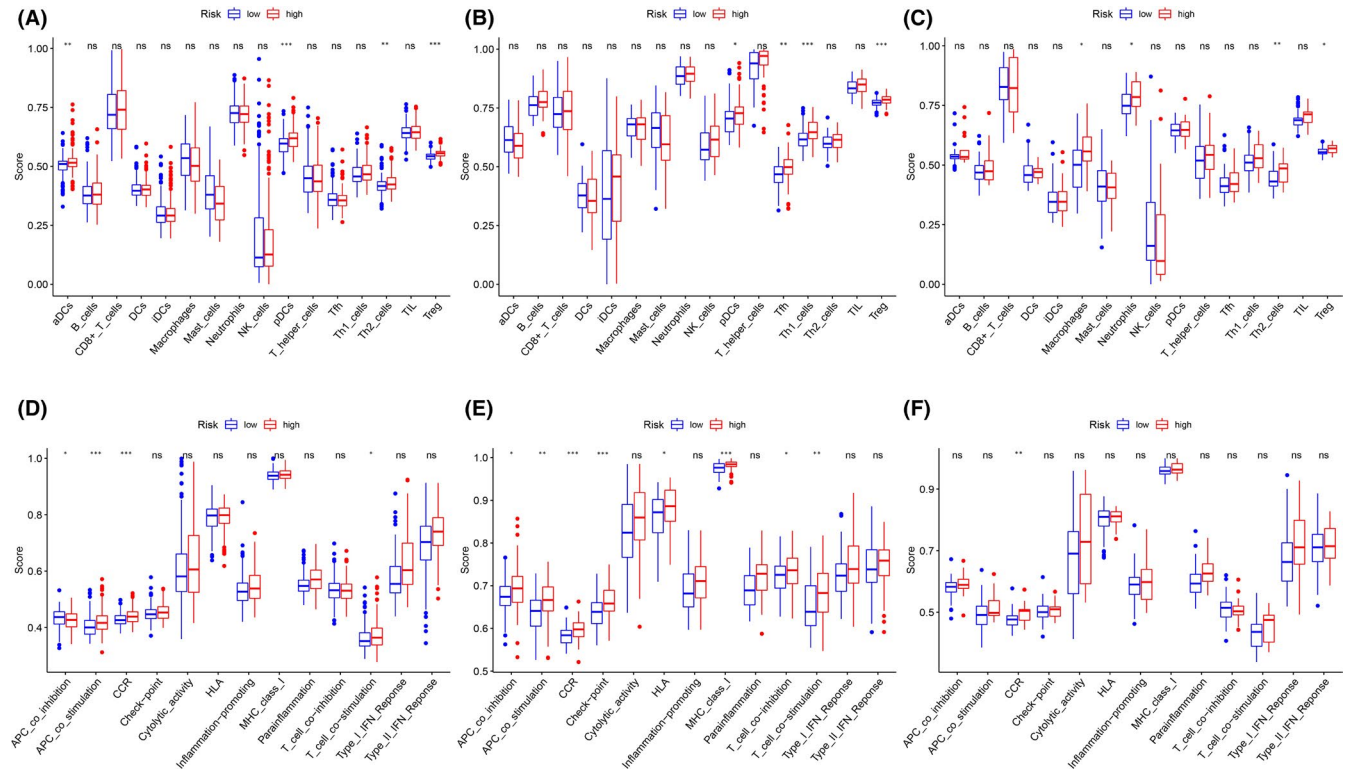 (A)
Risk low high
** ns ns ns ns ns ns ns ns *** ns ns ns ** ns ***
Score
1.00
0.75
0.50
0.25
0.00
aDCs
B_cells
CD8+_T_cells
DCs
iDCs
Macrophages
Mast_cells
Neutrophils
NK_cells
pDCs
T_helper_cells
Tfh
Th1_cells
Th2_cells
TIL
Treg
(B)
Risk low high
ns ns ns ns ns ns ns ns ns * ns ** *** ns ns ***
Score
1.00
0.75
0.50
0.25
0.00
aDCs
B_cells
CD8+_T_cells
DCs
iDCs
Macrophages
Mast_cells
Neutrophils
NK_cells
pDCs
T_helper_cells
Tfh
Th1_cells
Th2_cells
TIL
Treg
(C)
Risk low high
ns ns ns ns ns * ns * ns ns ns ns ns ** ns *
Score
1.00
0.75
0.50
0.25
0.00
aDCs
B_cells
CD8+_T_cells
DCs
iDCs
Macrophages
Mast_cells
Neutrophils
NK_cells
pDCs
T_helper_cells
Tfh
Th1_cells
Th2_cells
TIL
Treg
(D)
Risk low high
* *** *** ns ns ns ns ns ns ns * ns ns
Score
1.0
0.8
0.6
0.4
APC_co_inhibition
APC_co_stimulation
CCR
Check-point
Cytolytic_activity
HLA
Inflammation-promoting
MHC_class_I
Parainflammation
T_cell_co-inhibition
T_cell_co-stimulation
Type_I_IFN_Reponse
Type_II_IFN_Reponse
(E)
Risk low high
* ** *** *** ns * ns *** ns * ** ns ns
Score
1.0
0.9
0.8
0.7
0.6
0.5
APC_co_inhibition
APC_co_stimulation
CCR
Check-point
Cytolytic_activity
HLA
Inflammation-promoting
MHC_class_I
Parainflammation
T_cell_co-inhibition
T_cell_co-stimulation
Type_I_IFN_Reponse
Type_II_IFN_Reponse
(F)
Risk low high
ns ns ** ns ns ns ns ns ns ns ns ns ns
Score
0.9
0.7
0.5
APC_co_inhibition
APC_co_stimulation
CCR
Check-point
Cytolytic_activity
HLA
Inflammation-promoting
MHC_class_I
Parainflammation
T_cell_co-inhibition
T_cell_co-stimulation
Type_I_IFN_Reponse
Type_II_IFN_Reponse